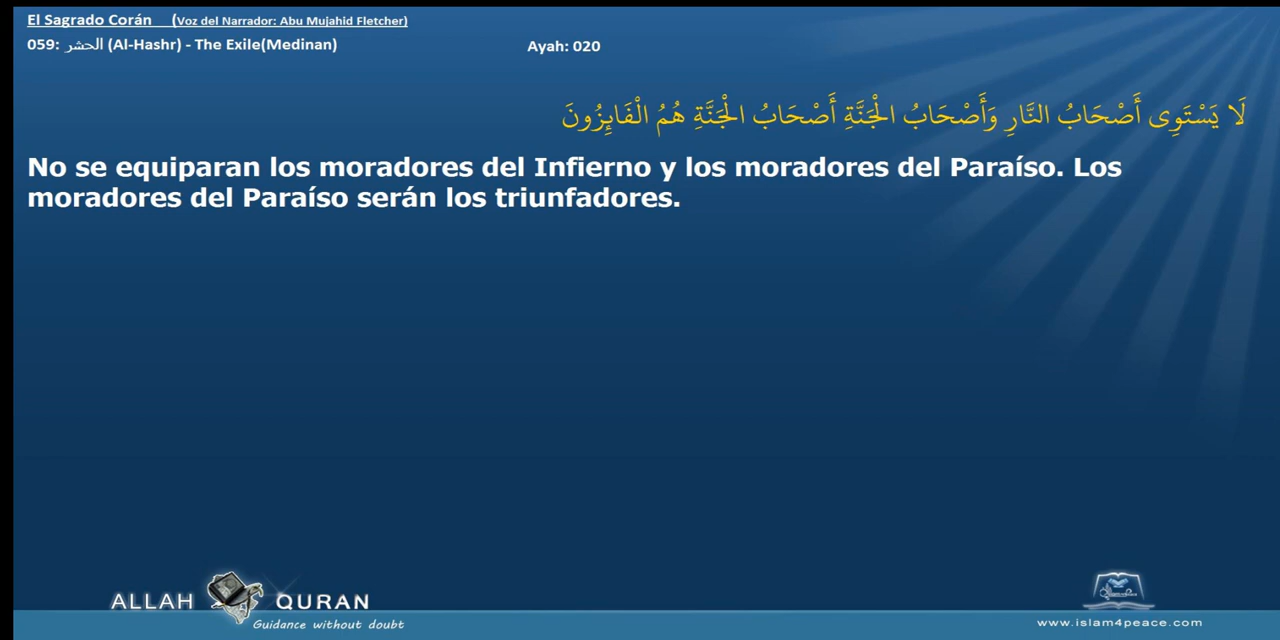 El Sagrado Corán (Voz del Narrador: Abu Mujahid Fletcher)
059: الحشر (Al-Hashr) - The Exile(Medinan) Ayah: 020
لَا يَسْتَوِى أَصْحَابُ النَّارِ وَأَصْحَابُ الْجَنَّةِ أَصْحَابُ الْجَنَّةِ هُمُ الْفَايِٕزُونَ
No se equiparan los moradores del Infierno y los moradores del Paraíso. Los
moradores del Paraíso serán los triunfadores.
ALLAH QURAN
Guidance without doubt
www.islam4peace.com